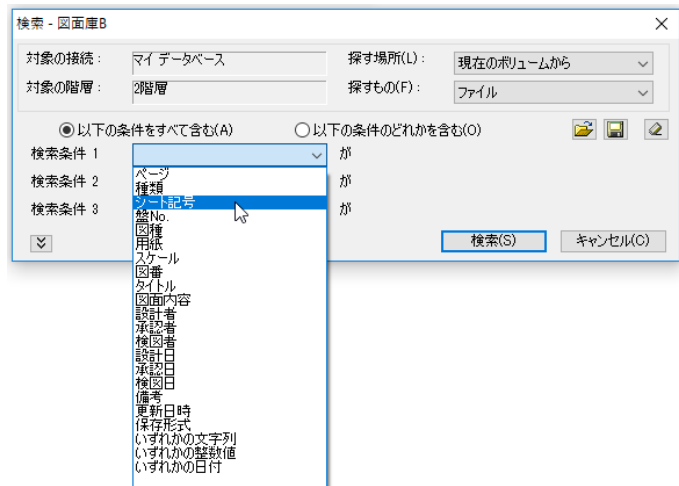 検索 - 図面庫B
対象の接続： マイ データベース 探す場所(L)： 現在のボリュームから
対象の階層： 2階層 探すもの(F)： ファイル
以下の条件をすべて含む(A) 以下の条件のどれかを含む(O)
検索条件 1 が
検索条件 2 が
検索条件 3 が
検索(S) キャンセル(C)
ページ
種類
シート記号
盤No.
図種
用紙
スケール
図番
タイトル
図面内容
設計者
承認者
検図者
設計日
承認日
検図日
備考
更新日時
保存形式
いずれかの文字列
いずれかの整数値
いずれかの日付